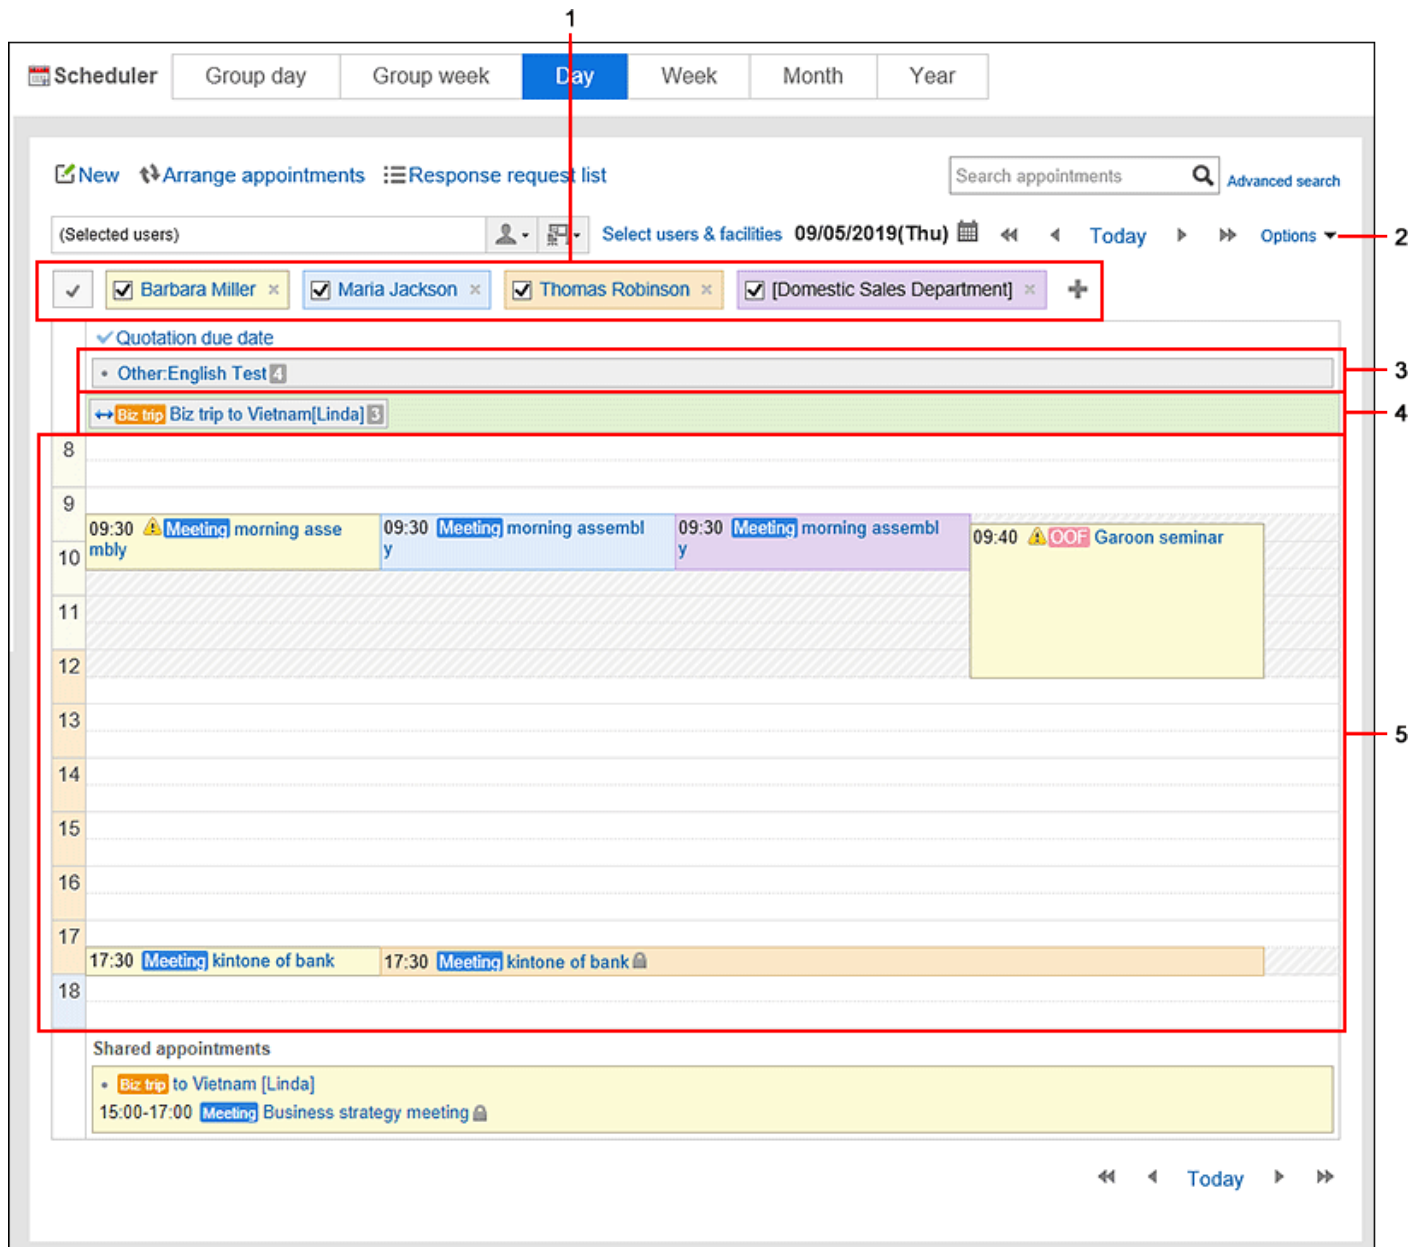 1
Scheduler Group day Group week Day Week Month Year
New Arrange appointments Response request list Search appointments Advanced search
(Selected users) Select users & facilities 09/05/2019(Thu) Today Options 2
Barbara Miller × Maria Jackson × Thomas Robinson × [Domestic Sales Department] ×
Quotation due date
Other:English Test 4 3
Biz trip Biz trip to Vietnam[Linda] 3 4
8
9
09:30 Meeting morning asse
mbly
09:30 Meeting morning assembl
y
09:30 Meeting morning assembl
y
09:40 OOF Garoon seminar
10
11
12
13
5
14
15
16
17
17:30 Meeting kintone of bank 17:30 Meeting kintone of bank
18
Shared appointments
Biz trip to Vietnam [Linda]
15:00-17:00 Meeting Business strategy meeting
Today